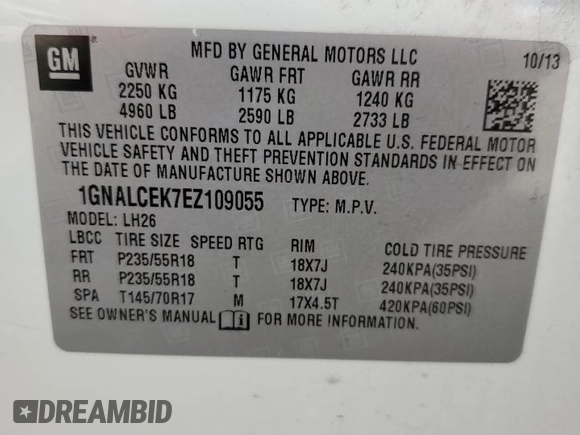 GM
MFD BY GENERAL MOTORS LLC 10/13
GVWR GAWR FRT GAWR RR
2250 KG 1175 KG 1240 KG
4960 LB 2590 LB 2733 LB
THIS VEHICLE CONFORMS TO ALL APPLICABLE U.S. FEDERAL MOTOR
VEHICLE SAFETY AND THEFT PREVENTION STANDARDS IN EFFECT ON
THE DATE OF MANUFACTURE SHOWN ABOVE.
1GNALCEK7EZ109055 TYPE: M.P.V.
MODEL: LH26
LBCC TIRE SIZE SPEED RTG RIM COLD TIRE PRESSURE
FRT P235/55R18 T 18X7J 240KPA(35PSI)
RR P235/55R18 T 18X7J 240KPA(35PSI)
SPA T145/70R17 M 17X4.5T 420KPA(60PSI)
SEE OWNER'S MANUAL FOR MORE INFORMATION.
DREAMBID